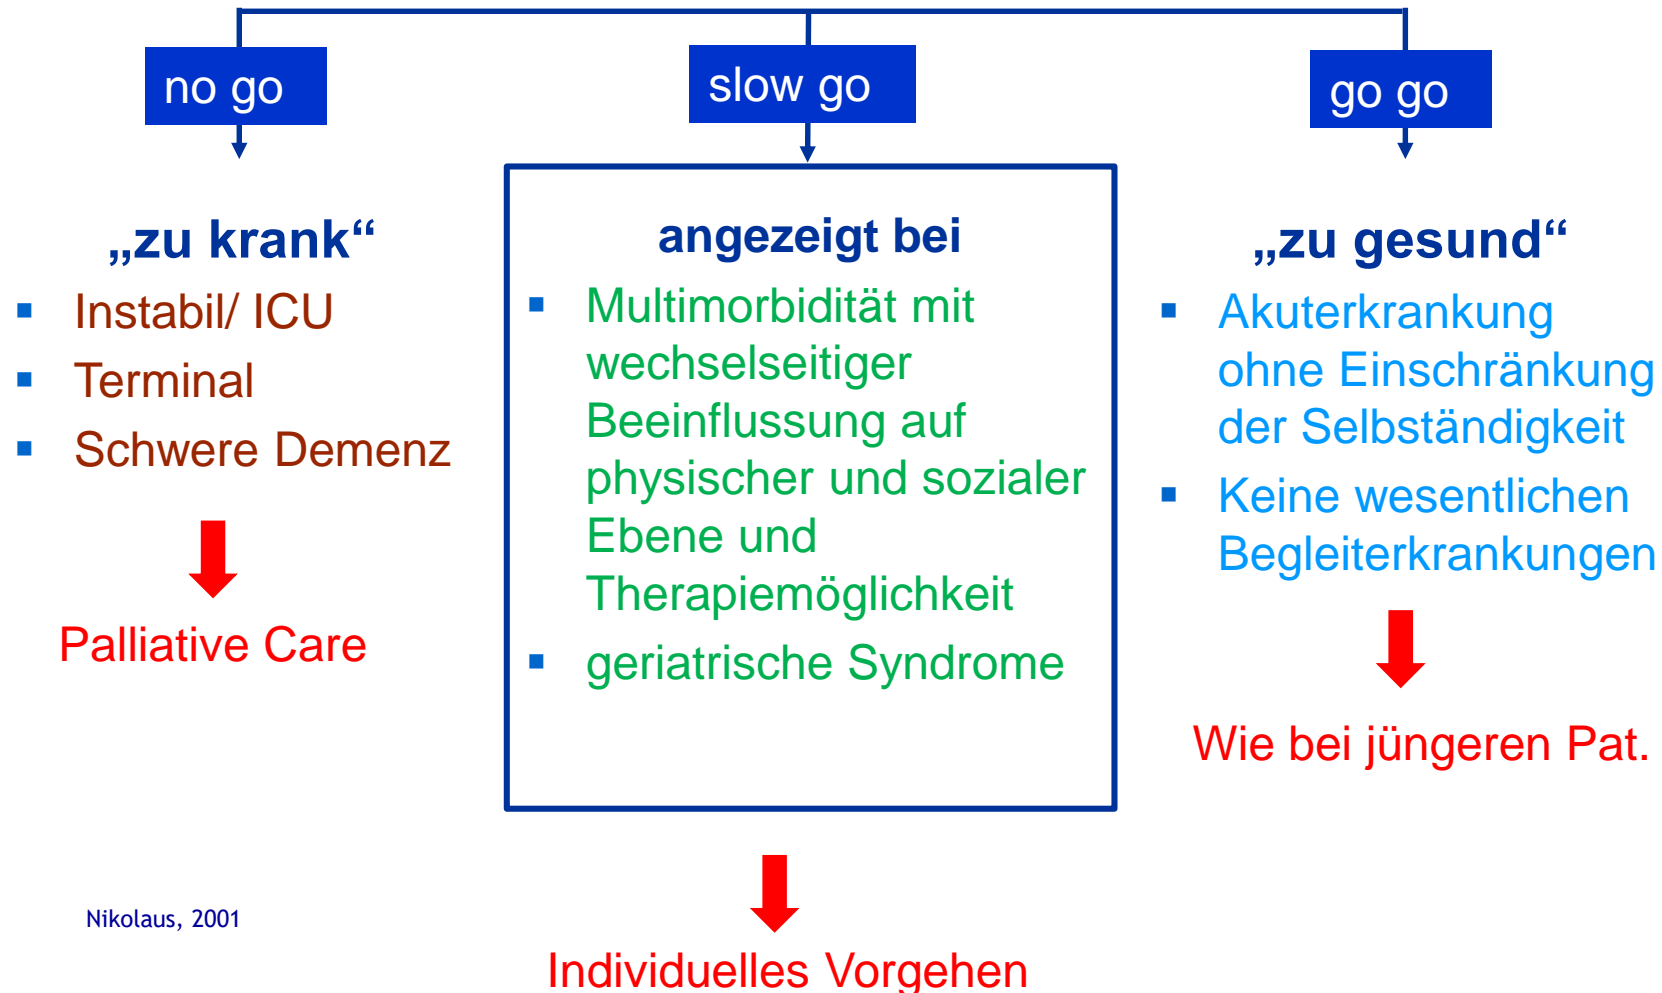 no go
„zu krank“
Instabil/ ICU
Terminal
Schwere Demenz
Palliative Care
slow go
angezeigt bei
Multimorbidität mit
wechselseitiger
Beeinflussung auf
physischer und sozialer
Ebene und
Therapiemöglichkeit
geriatrische Syndrome
Individuelles Vorgehen
go go
„zu gesund“
Akuterkrankung
ohne Einschränkung
der Selbständigkeit
Keine wesentlichen
Begleiterkrankungen
Wie bei jüngeren Pat.
Nikolaus, 2001